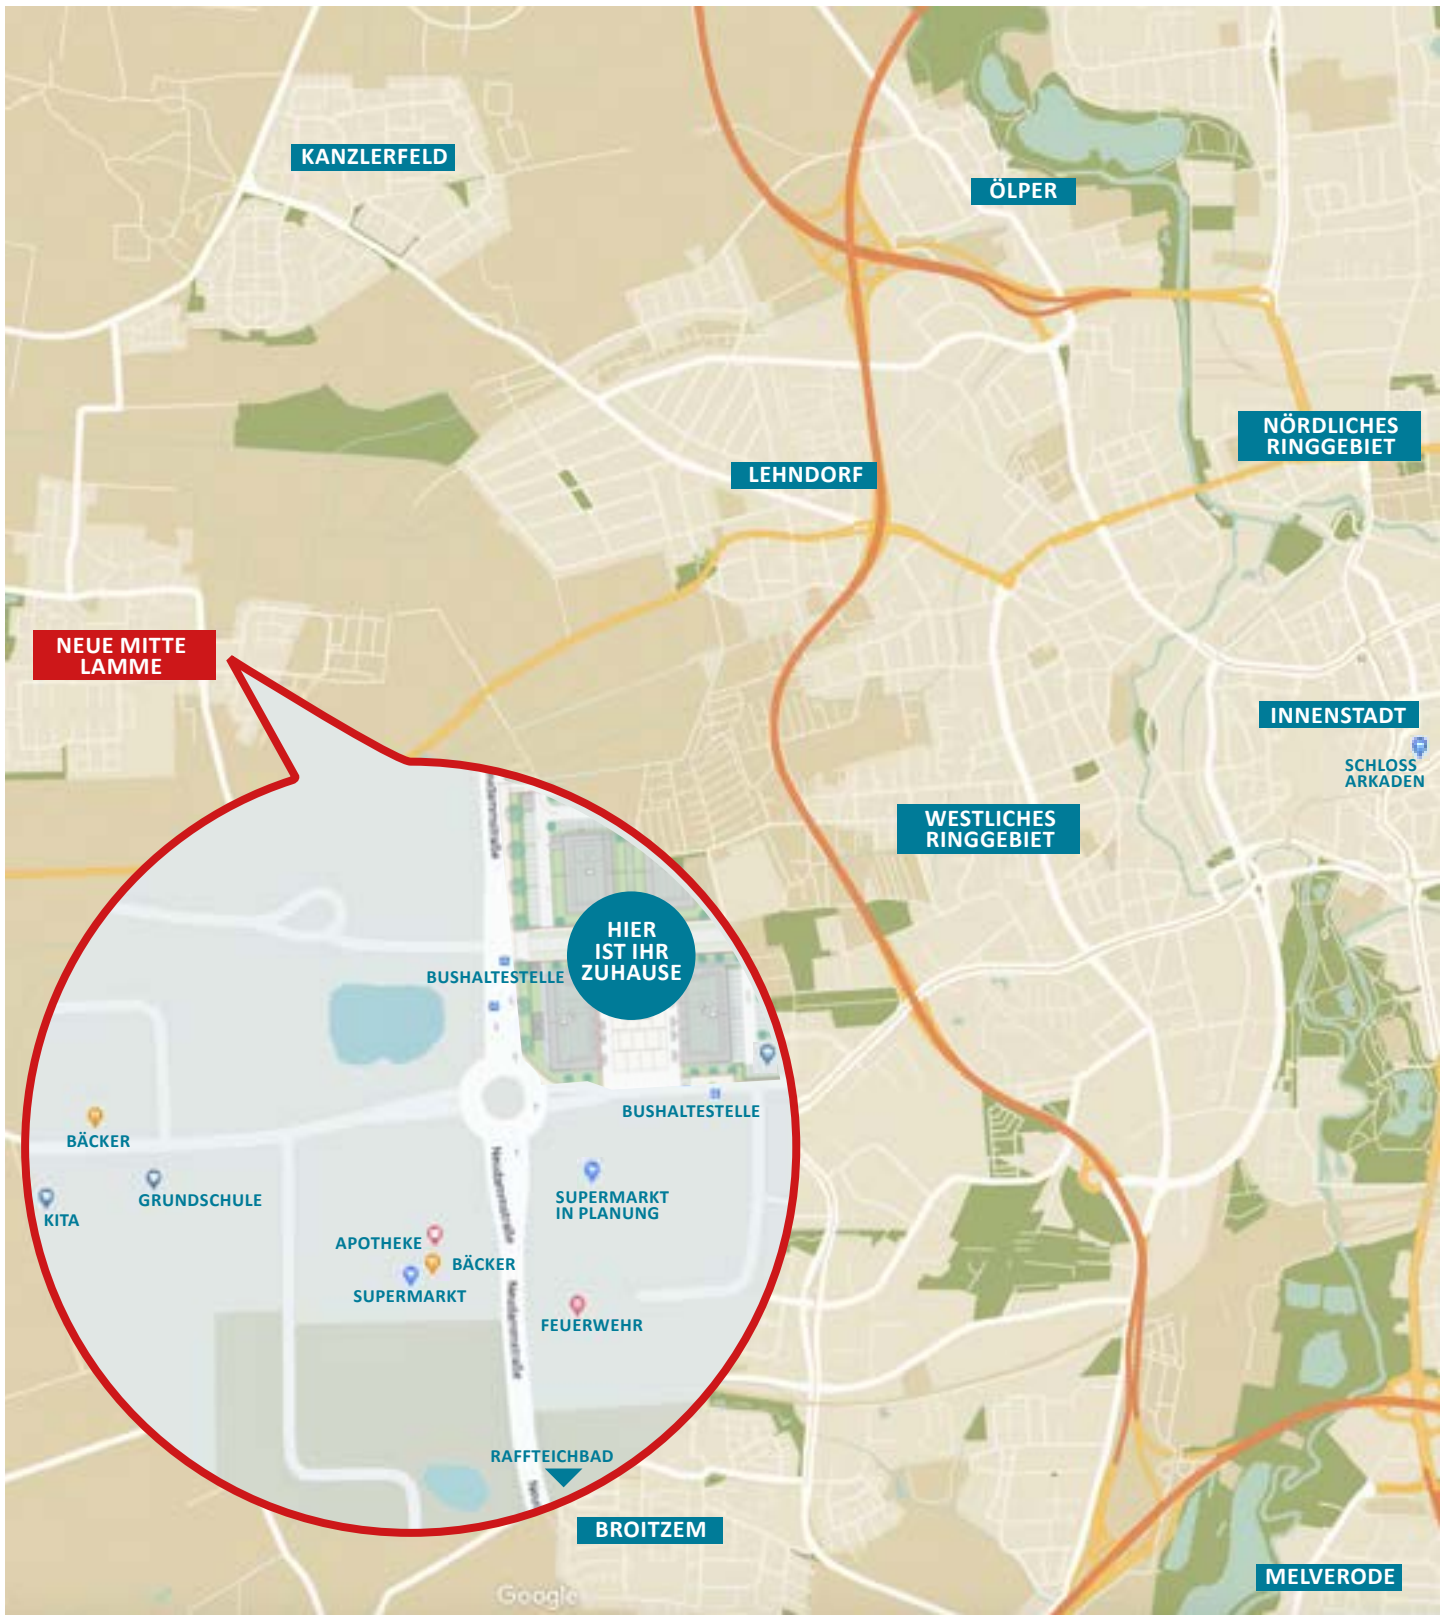 KANZLERFELD
ÖLPER
NÖRDLICHES
RINGGEBIET
LEHNDORF
NEUE MITTE
LAMME
INNENSTADT
SCHLOSS
ARKADEN
WESTLICHES
RINGGEBIET
HIER
IST IHR
ZUHAUSE
BUSHALTESTELLE
BUSHALTESTELLE
BÄCKER
GRUNDSCHULE
KITA
SUPERMARKT
IN PLANUNG
APOTHEKE
BÄCKER
SUPERMARKT
FEUERWEHR
RAFFTEICHBAD
BROITZEM
MELVERODE
Google